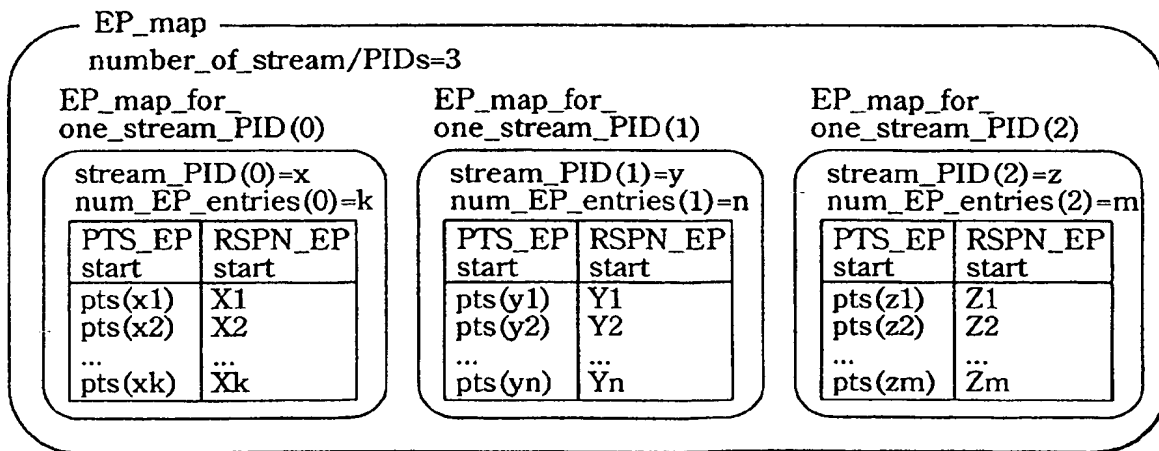 EP_map
number_of_stream/PIDs=3
EP_map_for_
one_stream_PID(0)
stream_PID(0)=x
num_EP_entries(0)=k
PTS_EP RSPN_EP
start start
pts(x1) X1
pts(x2) X2
... ...
pts(xk) Xk
EP_map_for_
one_stream_PID(1)
stream_PID(1)=y
num_EP_entries(1)=n
PTS_EP RSPN_EP
start start
pts(y1) Y1
pts(y2) Y2
... ...
pts(yn) Yn
EP_map_for_
one_stream_PID(2)
stream_PID(2)=z
num_EP_entries(2)=m
PTS_EP RSPN_EP
start start
pts(z1) Z1
pts(z2) Z2
... ...
pts(zm) Zm